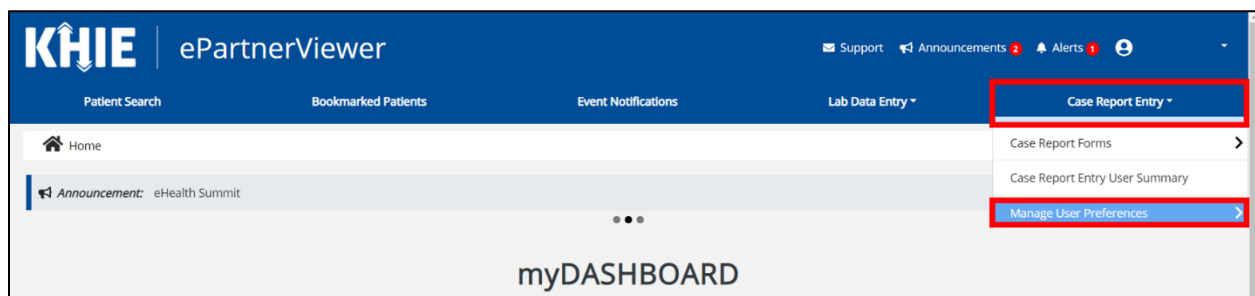 KHIE ePartnerViewer Support Announcements 2 Alerts 1
Patient Search Bookmarked Patients Event Notifications Lab Data Entry Case Report Entry
Home
Case Report Forms
Case Report Entry User Summary
Announcement: eHealth Summit
Manage User Preferences
myDASHBOARD